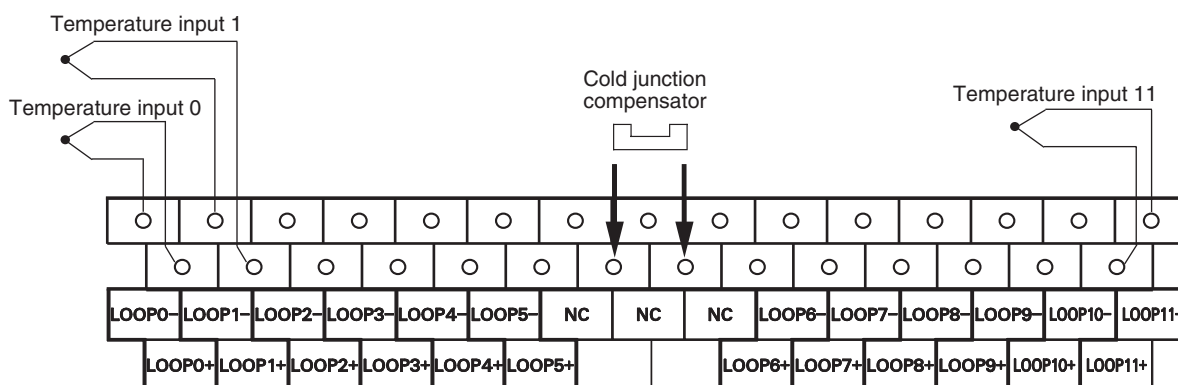 Temperature input 1
Temperature input 0
Cold junction
compensator
Temperature input 11
LOOP0- LOOP1- LOOP2- LOOP3- LOOP4- LOOP5- NC NC NC LOOP6- LOOP7- LOOP8- LOOP9- LOOP10- LOOP11-
LOOP0+ LOOP1+ LOOP2+ LOOP3+ LOOP4+ LOOP5+ LOOP6+ LOOP7+ LOOP8+ LOOP9+ LOOP10+ LOOP11+